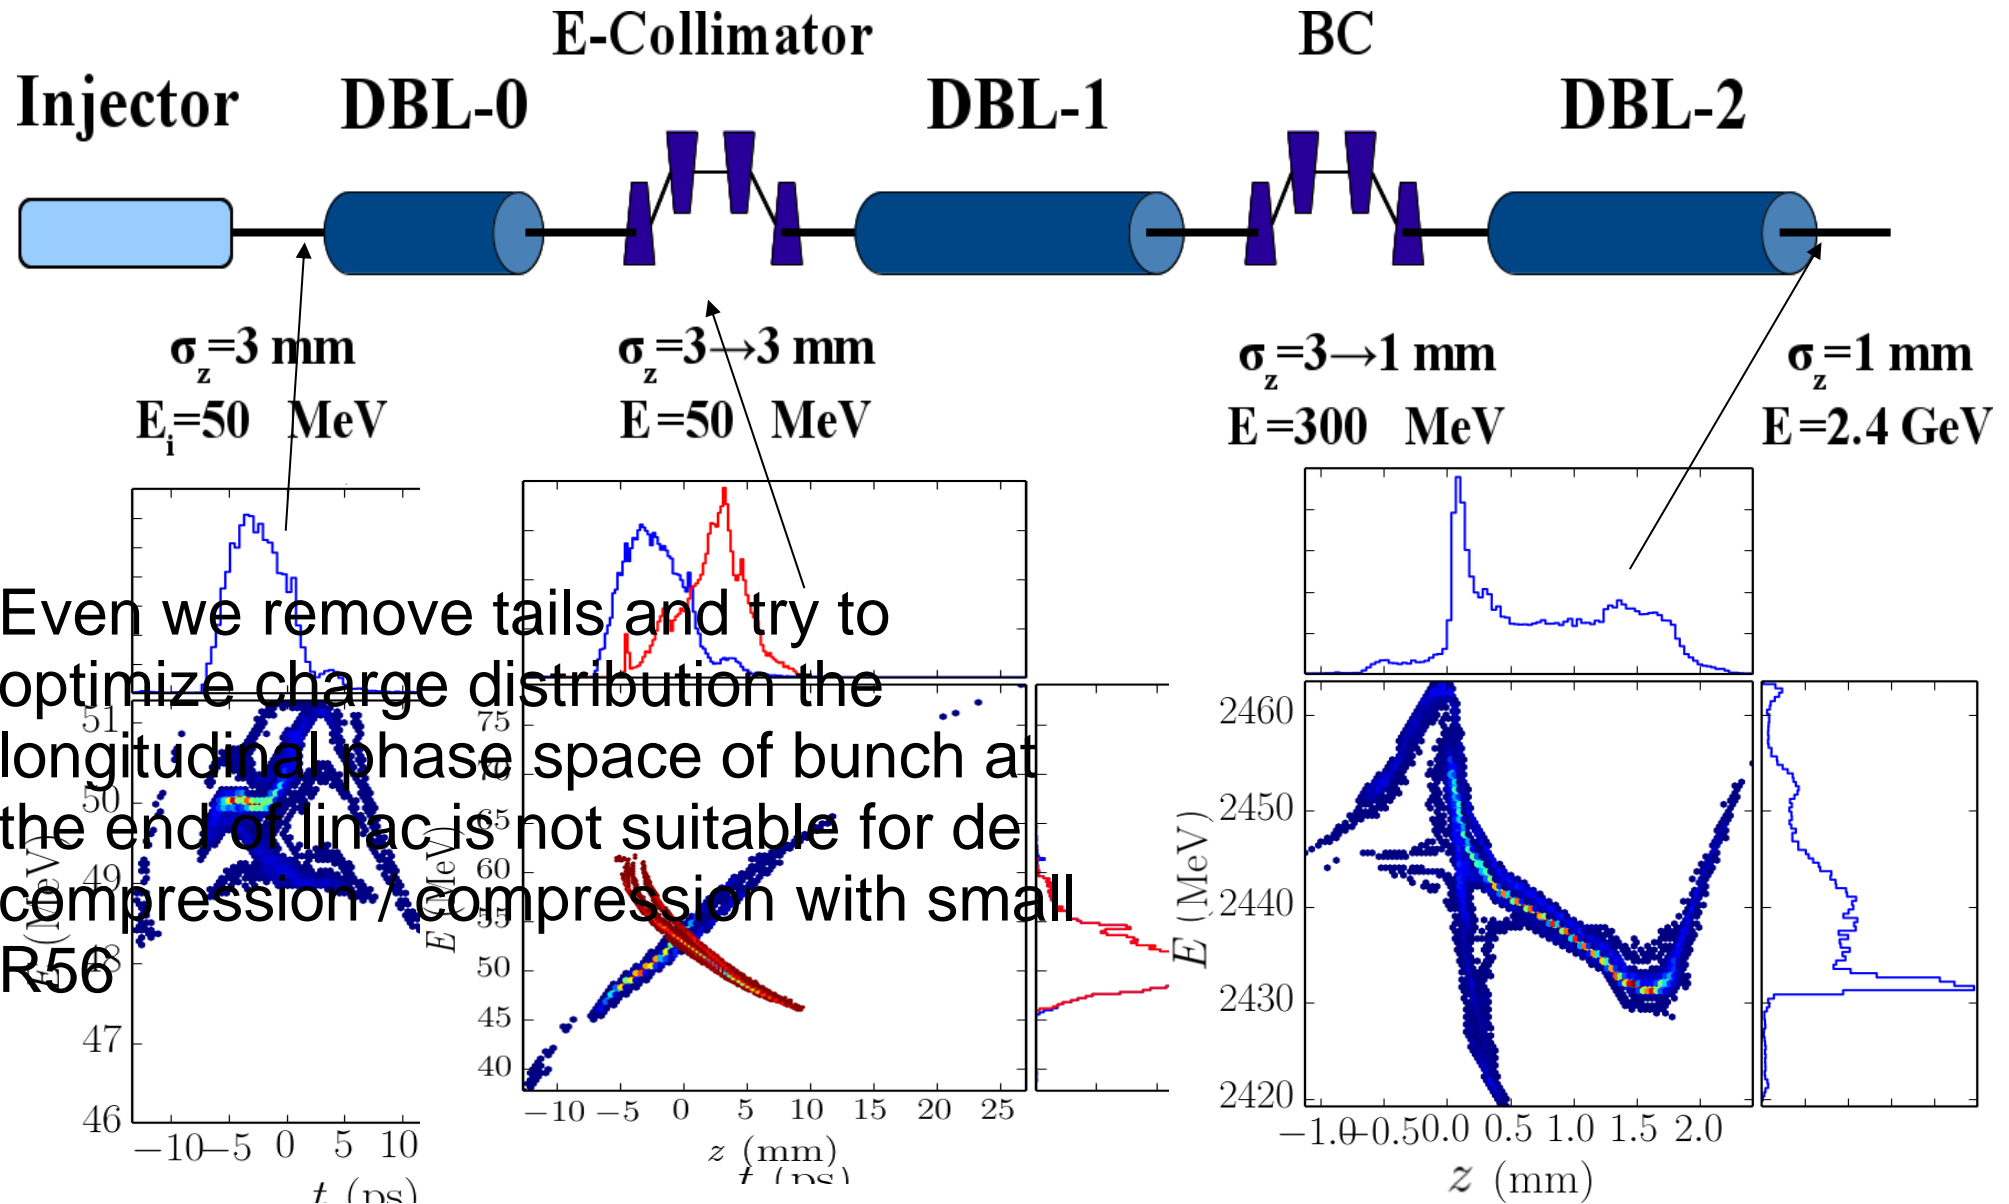 E-Collimator BC
Injector DBL-0 DBL-1 DBL-2
σz=3 mm σz=3→3 mm σz=3→1 mm σz=1 mm
Ei=50 MeV E=50 MeV E=300 MeV E=2.4 GeV
Even we remove tails and try to
optimize charge distribution the
longitudinal phase space of bunch at
the end of linac is not suitable for de
compression / compression with small
R56
51
50
49
48
47
46
E (MeV)
−10 −5 0 5 10
t (ps)
75
70
65
60
55
50
45
40
E (MeV)
−10 −5 0 5 10 15 20 25
z (mm)
t (ps)
2460
2450
2440
2430
2420
E (MeV)
−1.0 −0.5 0.0 0.5 1.0 1.5 2.0
z (mm)